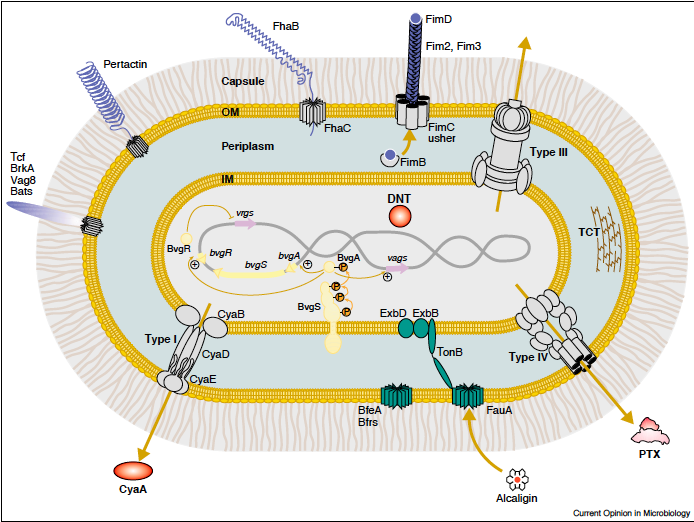 FhaB
FimD
Fim2, Fim3
Pertactin
Capsule
OM
FhaC
FimC
usher
Periplasm
FimB
Type III
Tcf
BrkA
Vag8
Bats
IM
DNT
vrgs
TCT
BvgR
bvgR
bvgS
bvgA
BvgA
P
vags
+
+
+
P
P
P
BvgS
CyaB
ExbD
ExbB
Type I
CyaD
TonB
Type IV
CyaE
BfeA
Bfrs
FauA
PTX
CyaA
Alcaligin
Current Opinion in Microbiology